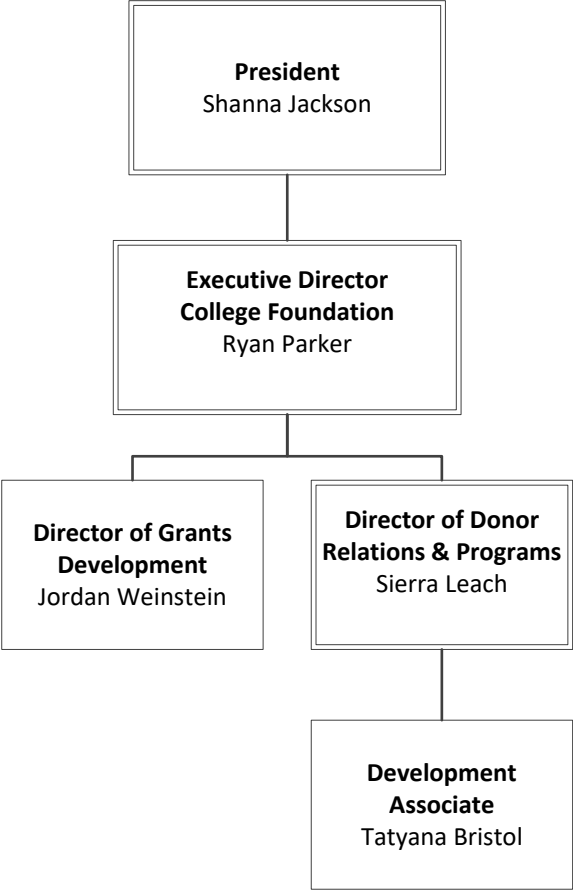 President
Shanna Jackson
Executive Director
College Foundation
Ryan Parker
Director of Grants
Development
Jordan Weinstein
Director of Donor
Relations & Programs
Sierra Leach
Development
Associate
Tatyana Bristol